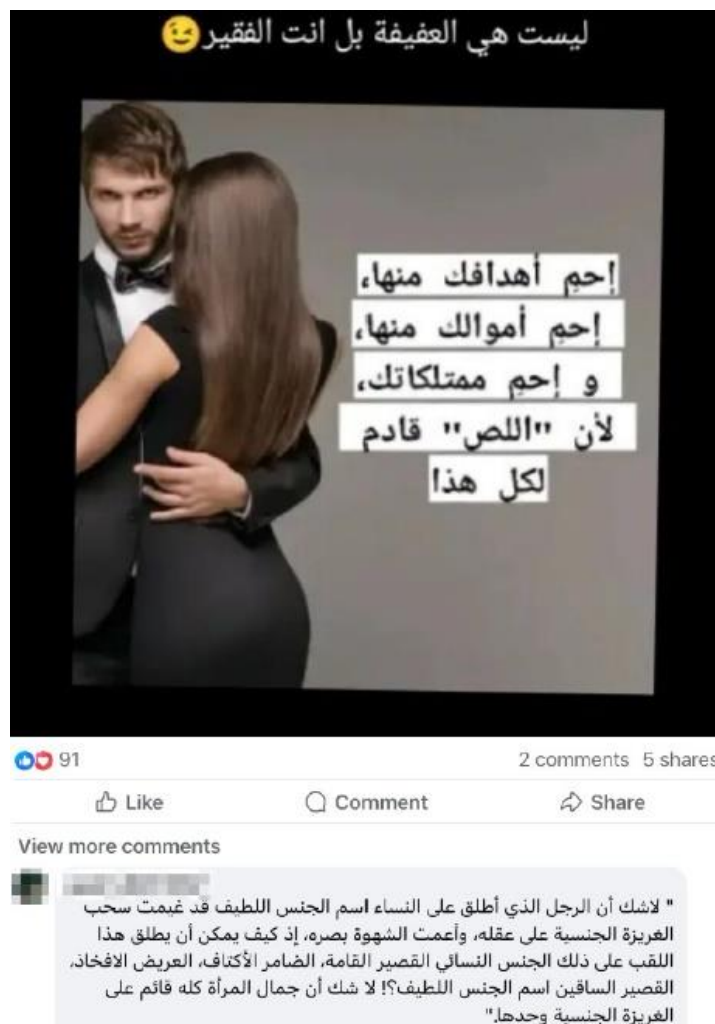 ليست هي العفيفة بل انت الفقير😉
إحمِ أهدافك منها،
إحمِ أموالك منها،
و إحمِ ممتلكاتك،
لأن "اللص" قادم
لكل هذا
91
2 comments 5 shares
Like Comment Share
View more comments
" لاشك أن الرجل الذي أطلق على النساء اسم الجنس اللطيف قد غيمت سحب
الغريزة الجنسية على عقله، وأعمت الشهوة بصره، إذ كيف يمكن أن يطلق هذا
اللقب على ذلك الجنس النسائي القصير القامة، الضامر الأكتاف، العريض الافخاذ،
القصير الساقين اسم الجنس اللطيف؟! لا شك أن جمال المرأة كله قائم على
الغريزة الجنسية وحدها."